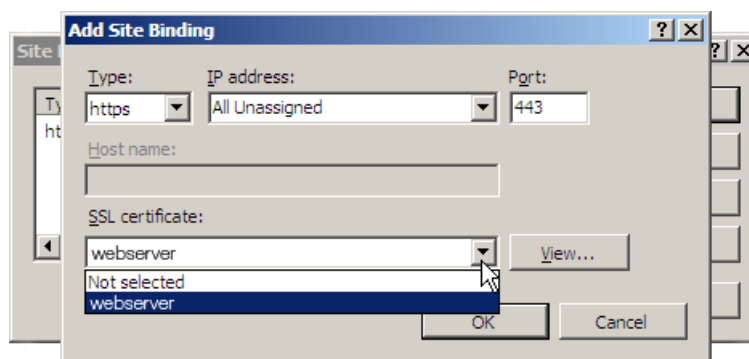 Add Site Binding
Site
Type: IP address: Port:
https All Unassigned 443
Host name:
SSL certificate:
webserver View...
Not selected
webserver
OK Cancel